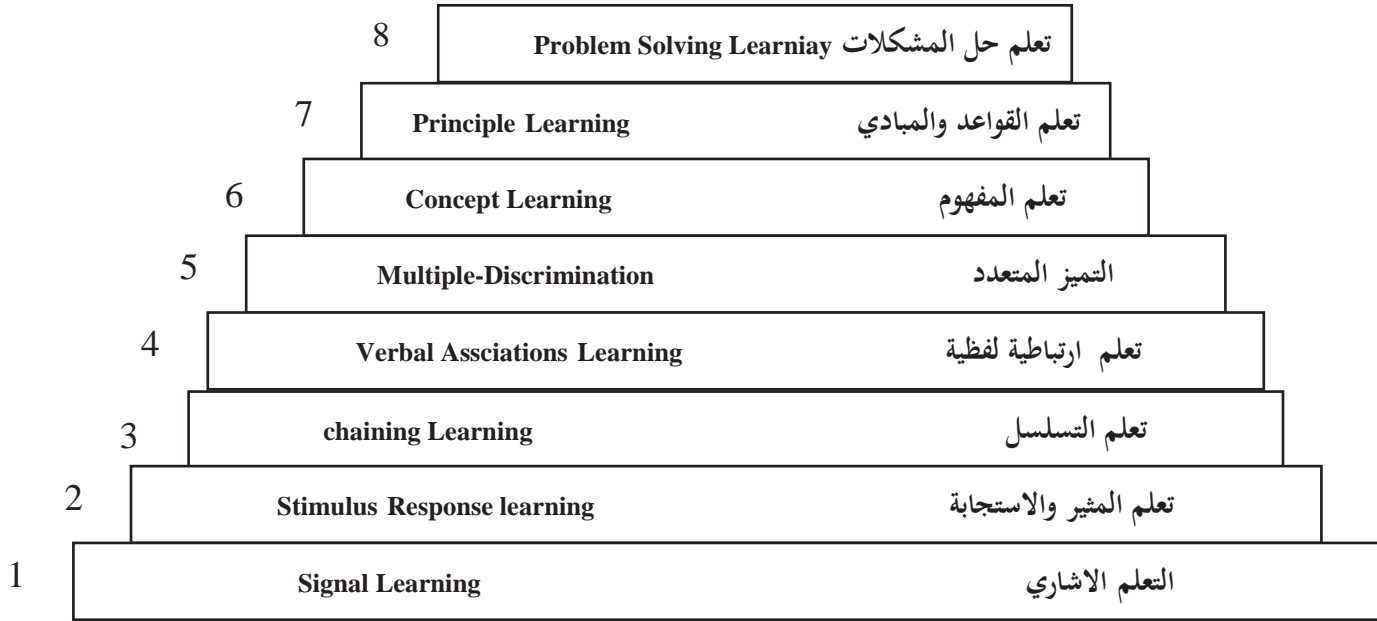 8 Problem Solving Learniay تعلم حل المشكلات
7 Principle Learning تعلم القواعد والمبادي
6 Concept Learning تعلم المفهوم
5 Multiple-Discrimination التميز المتعدد
4 Verbal Assciations Learning تعلم ارتباطية لفظية
3 chaining Learning تعلم التسلسل
2 Stimulus Response learning تعلم المثير والاستجابة
1 Signal Learning التعلم الاشاري